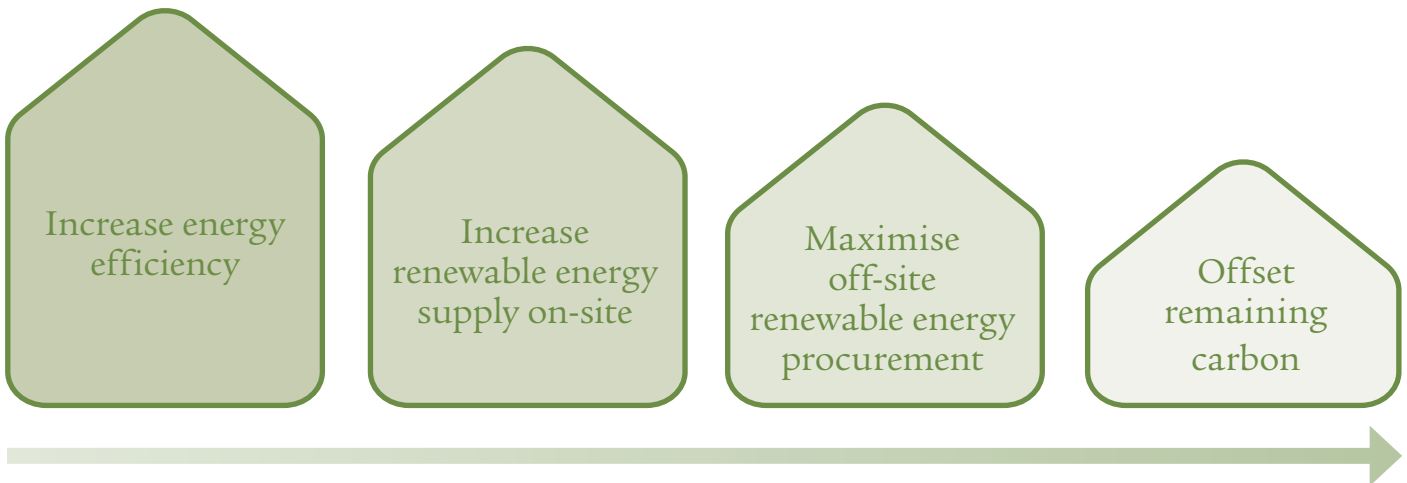 Increase energy
efficiency
Increase
renewable energy
supply on-site
Maximise
off-site
renewable energy
procurement
Offset
remaining
carbon